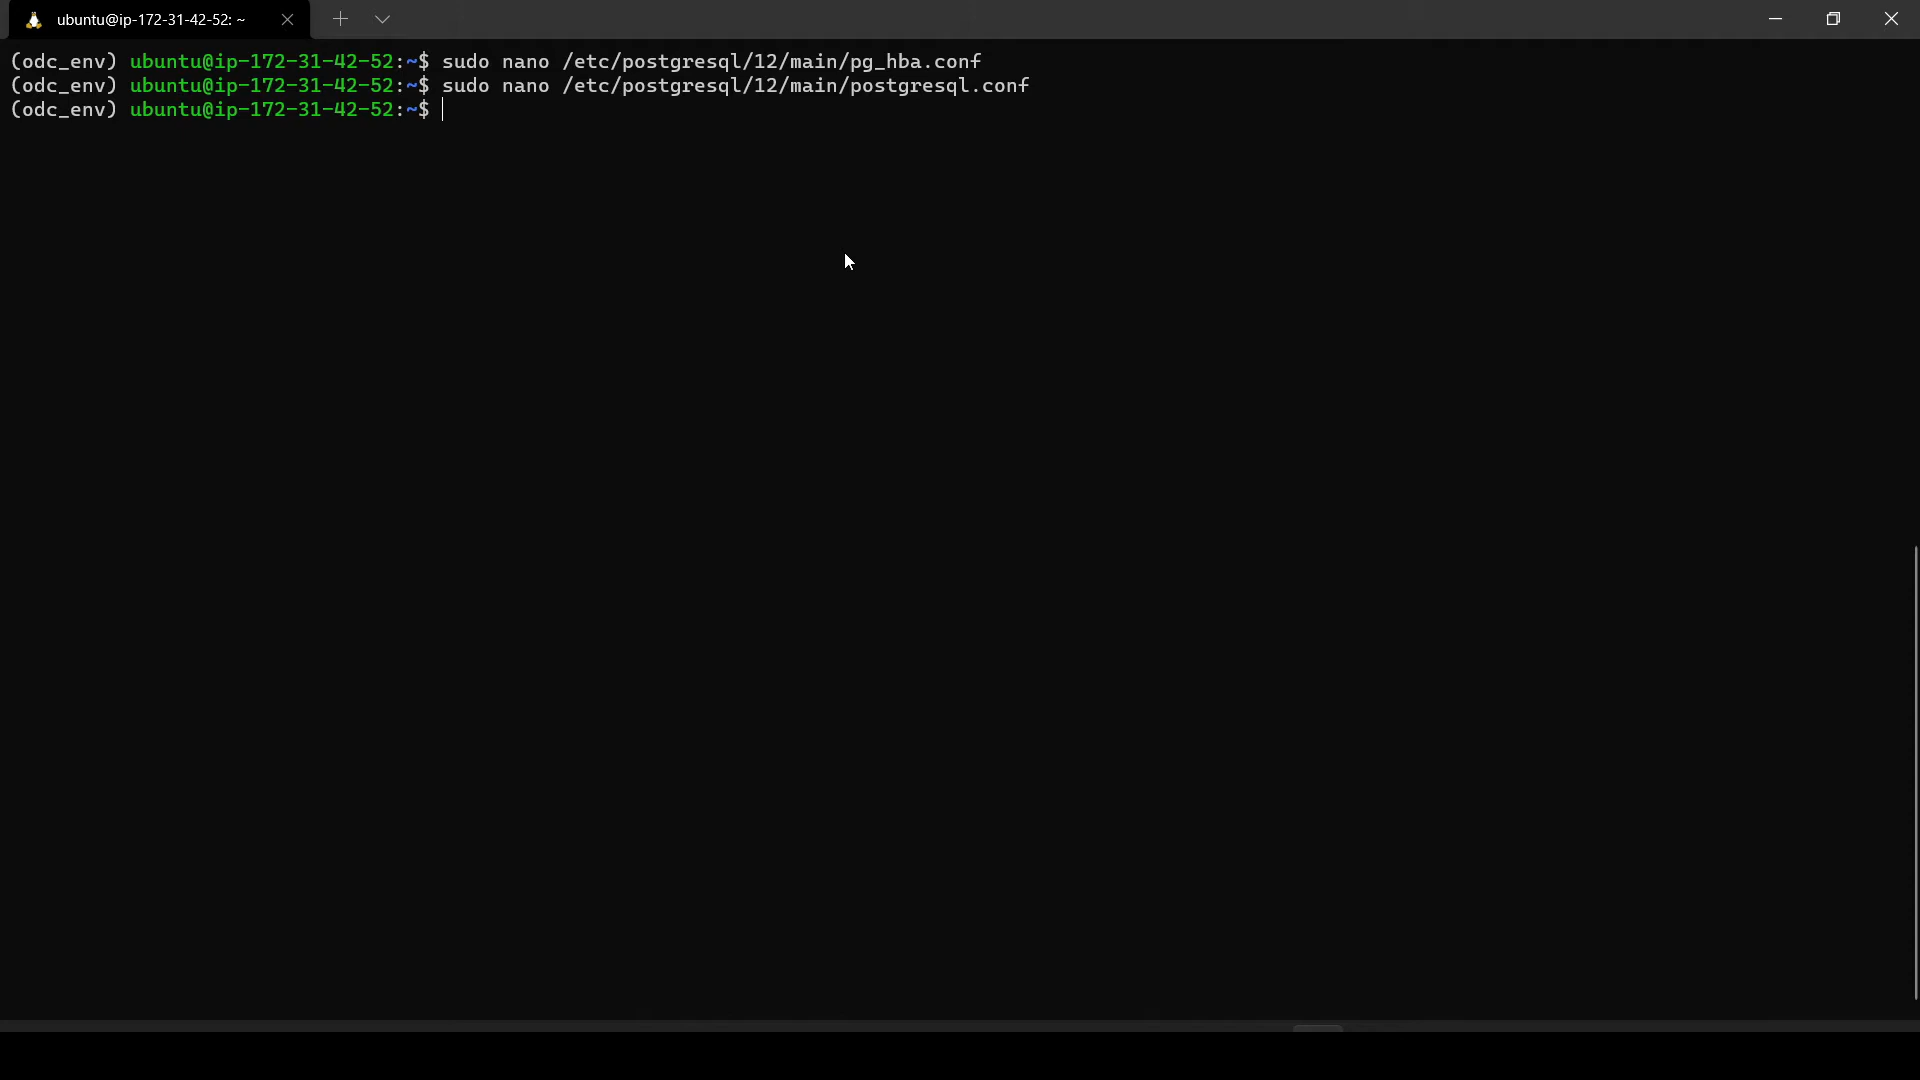 ubuntu@ip-172-31-42-52: ~
(odc_env) ubuntu@ip-172-31-42-52:~$ sudo nano /etc/postgresql/12/main/pg_hba.conf
(odc_env) ubuntu@ip-172-31-42-52:~$ sudo nano /etc/postgresql/12/main/postgresql.conf
(odc_env) ubuntu@ip-172-31-42-52:~$